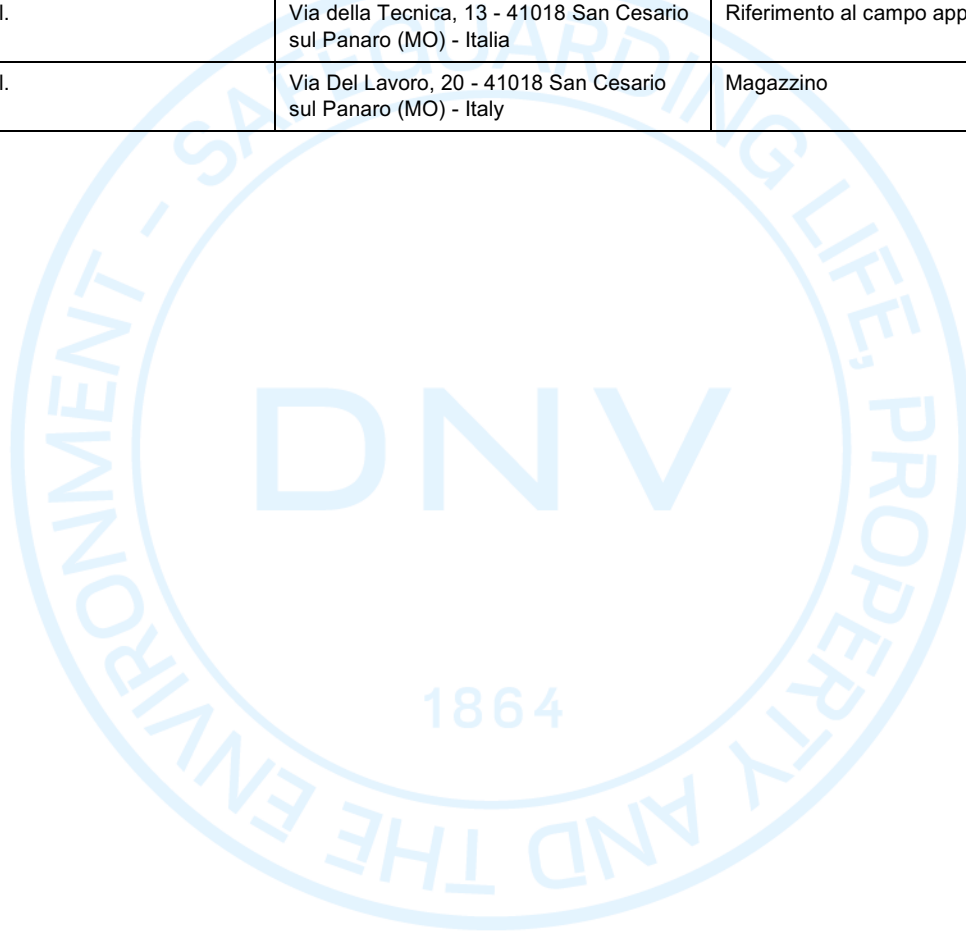 l.
Via della Tecnica, 13 - 41018 San Cesario
sul Panaro (MO) - Italia
Riferimento al campo app
l.
Via Del Lavoro, 20 - 41018 San Cesario
sul Panaro (MO) - Italy
Magazzino
SAFEGUARDING LIFE, PROPERTY AND THE ENVIRONMENT -
DNV
1864